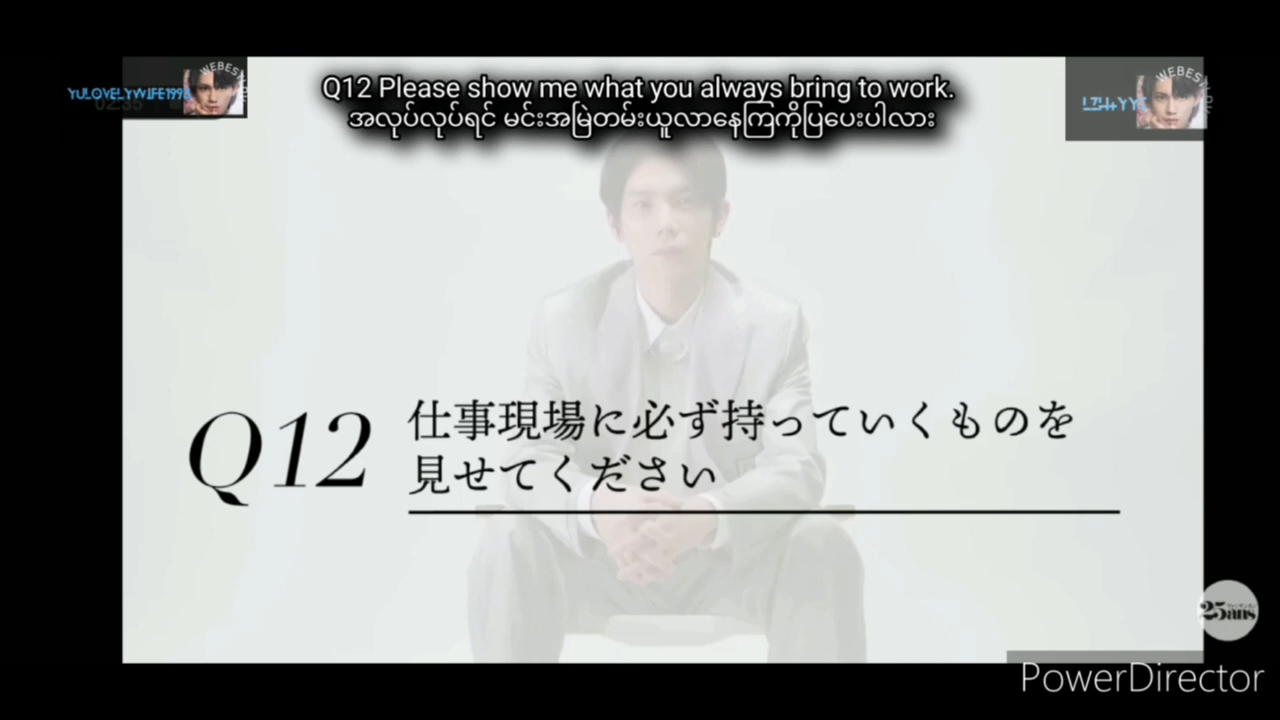 YULOVELYWIFE1998
Q12 Please show me what you always bring to work.
အလုပ်လုပ်ရင် မင်းအမြဲတမ်းယူလာနေကြကိုပြပေးပါလား
Q12
仕事現場に必ず持っていくものを
見せてください
25ans
PowerDirector